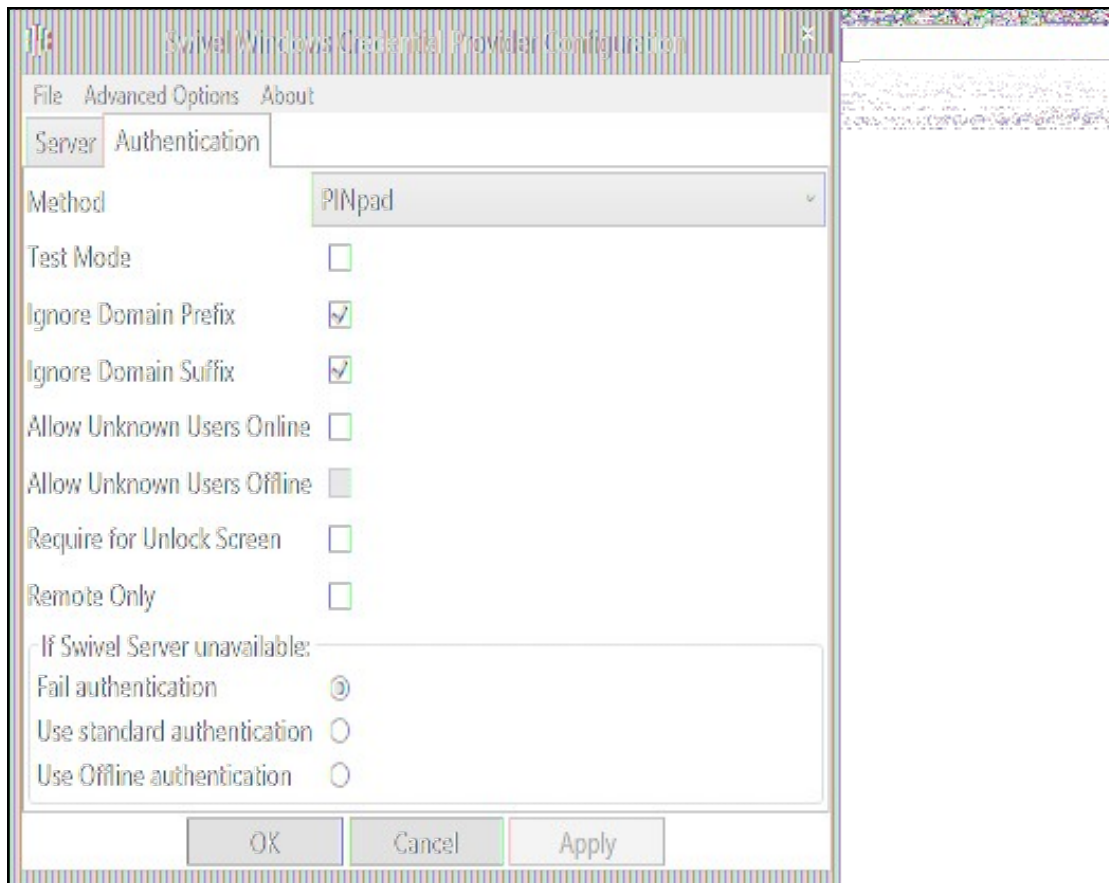 Swivel Windows Credential Provider Configuration
File Advanced Options About
Server Authentication
Method PINpad
Test Mode
Ignore Domain Prefix
Ignore Domain Suffix
Allow Unknown Users Online
Allow Unknown Users Offline
Require for Unlock Screen
Remote Only
If Swivel Server unavailable:
Fail authentication
Use standard authentication
Use Offline authentication
OK Cancel Apply